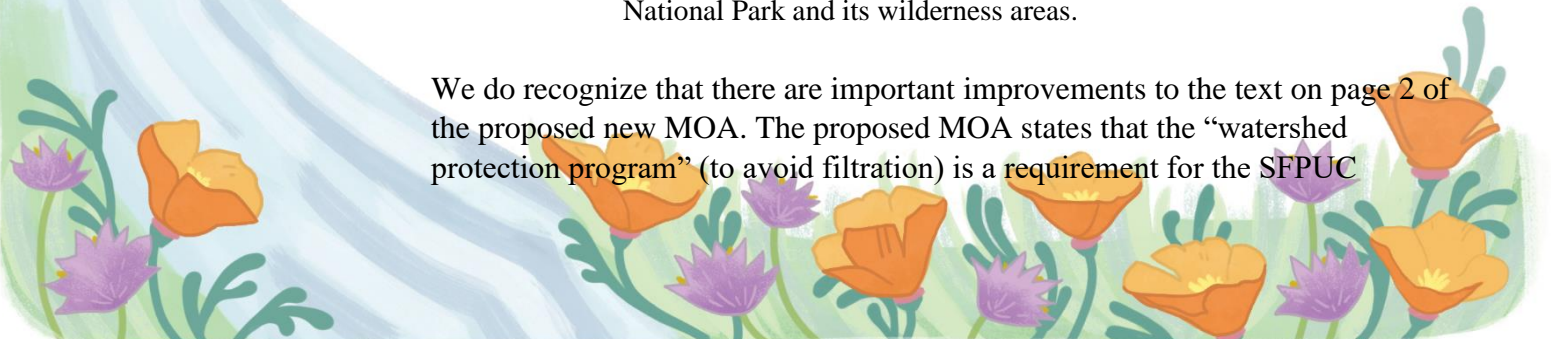 National Park and its wilderness areas.
We do recognize that there are important improvements to the text on page 2 of
the proposed new MOA. The proposed MOA states that the “watershed
protection program” (to avoid filtration) is a requirement for the SFPUC